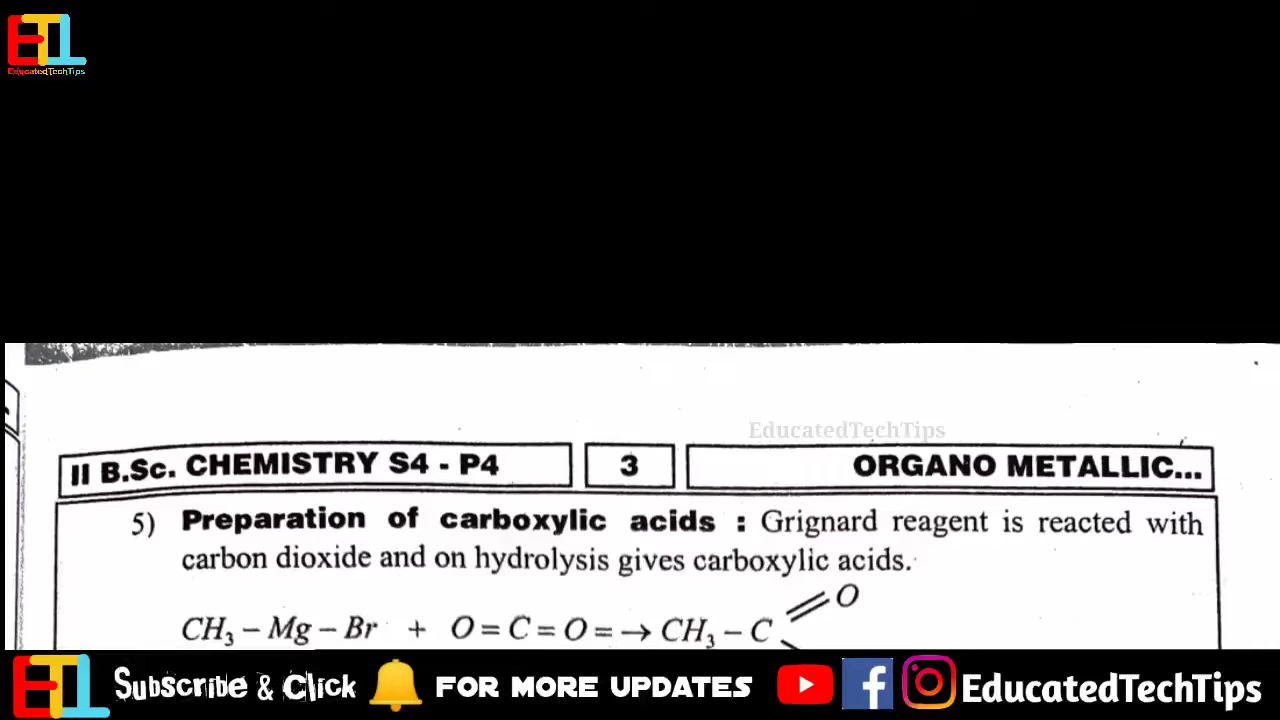 ETL
EducatedTechTips
EducatedTechTips
II B.Sc. CHEMISTRY S4 - P4
3
ORGANO METALLIC...
5) Preparation of carboxylic acids : Grignard reagent is reacted with
carbon dioxide and on hydrolysis gives carboxylic acids.
CH₃ – Mg – Br + O = C = O = → CH₃ – C
O
ETL Subscribe & Click FOR MORE UPDATES EducatedTechTips